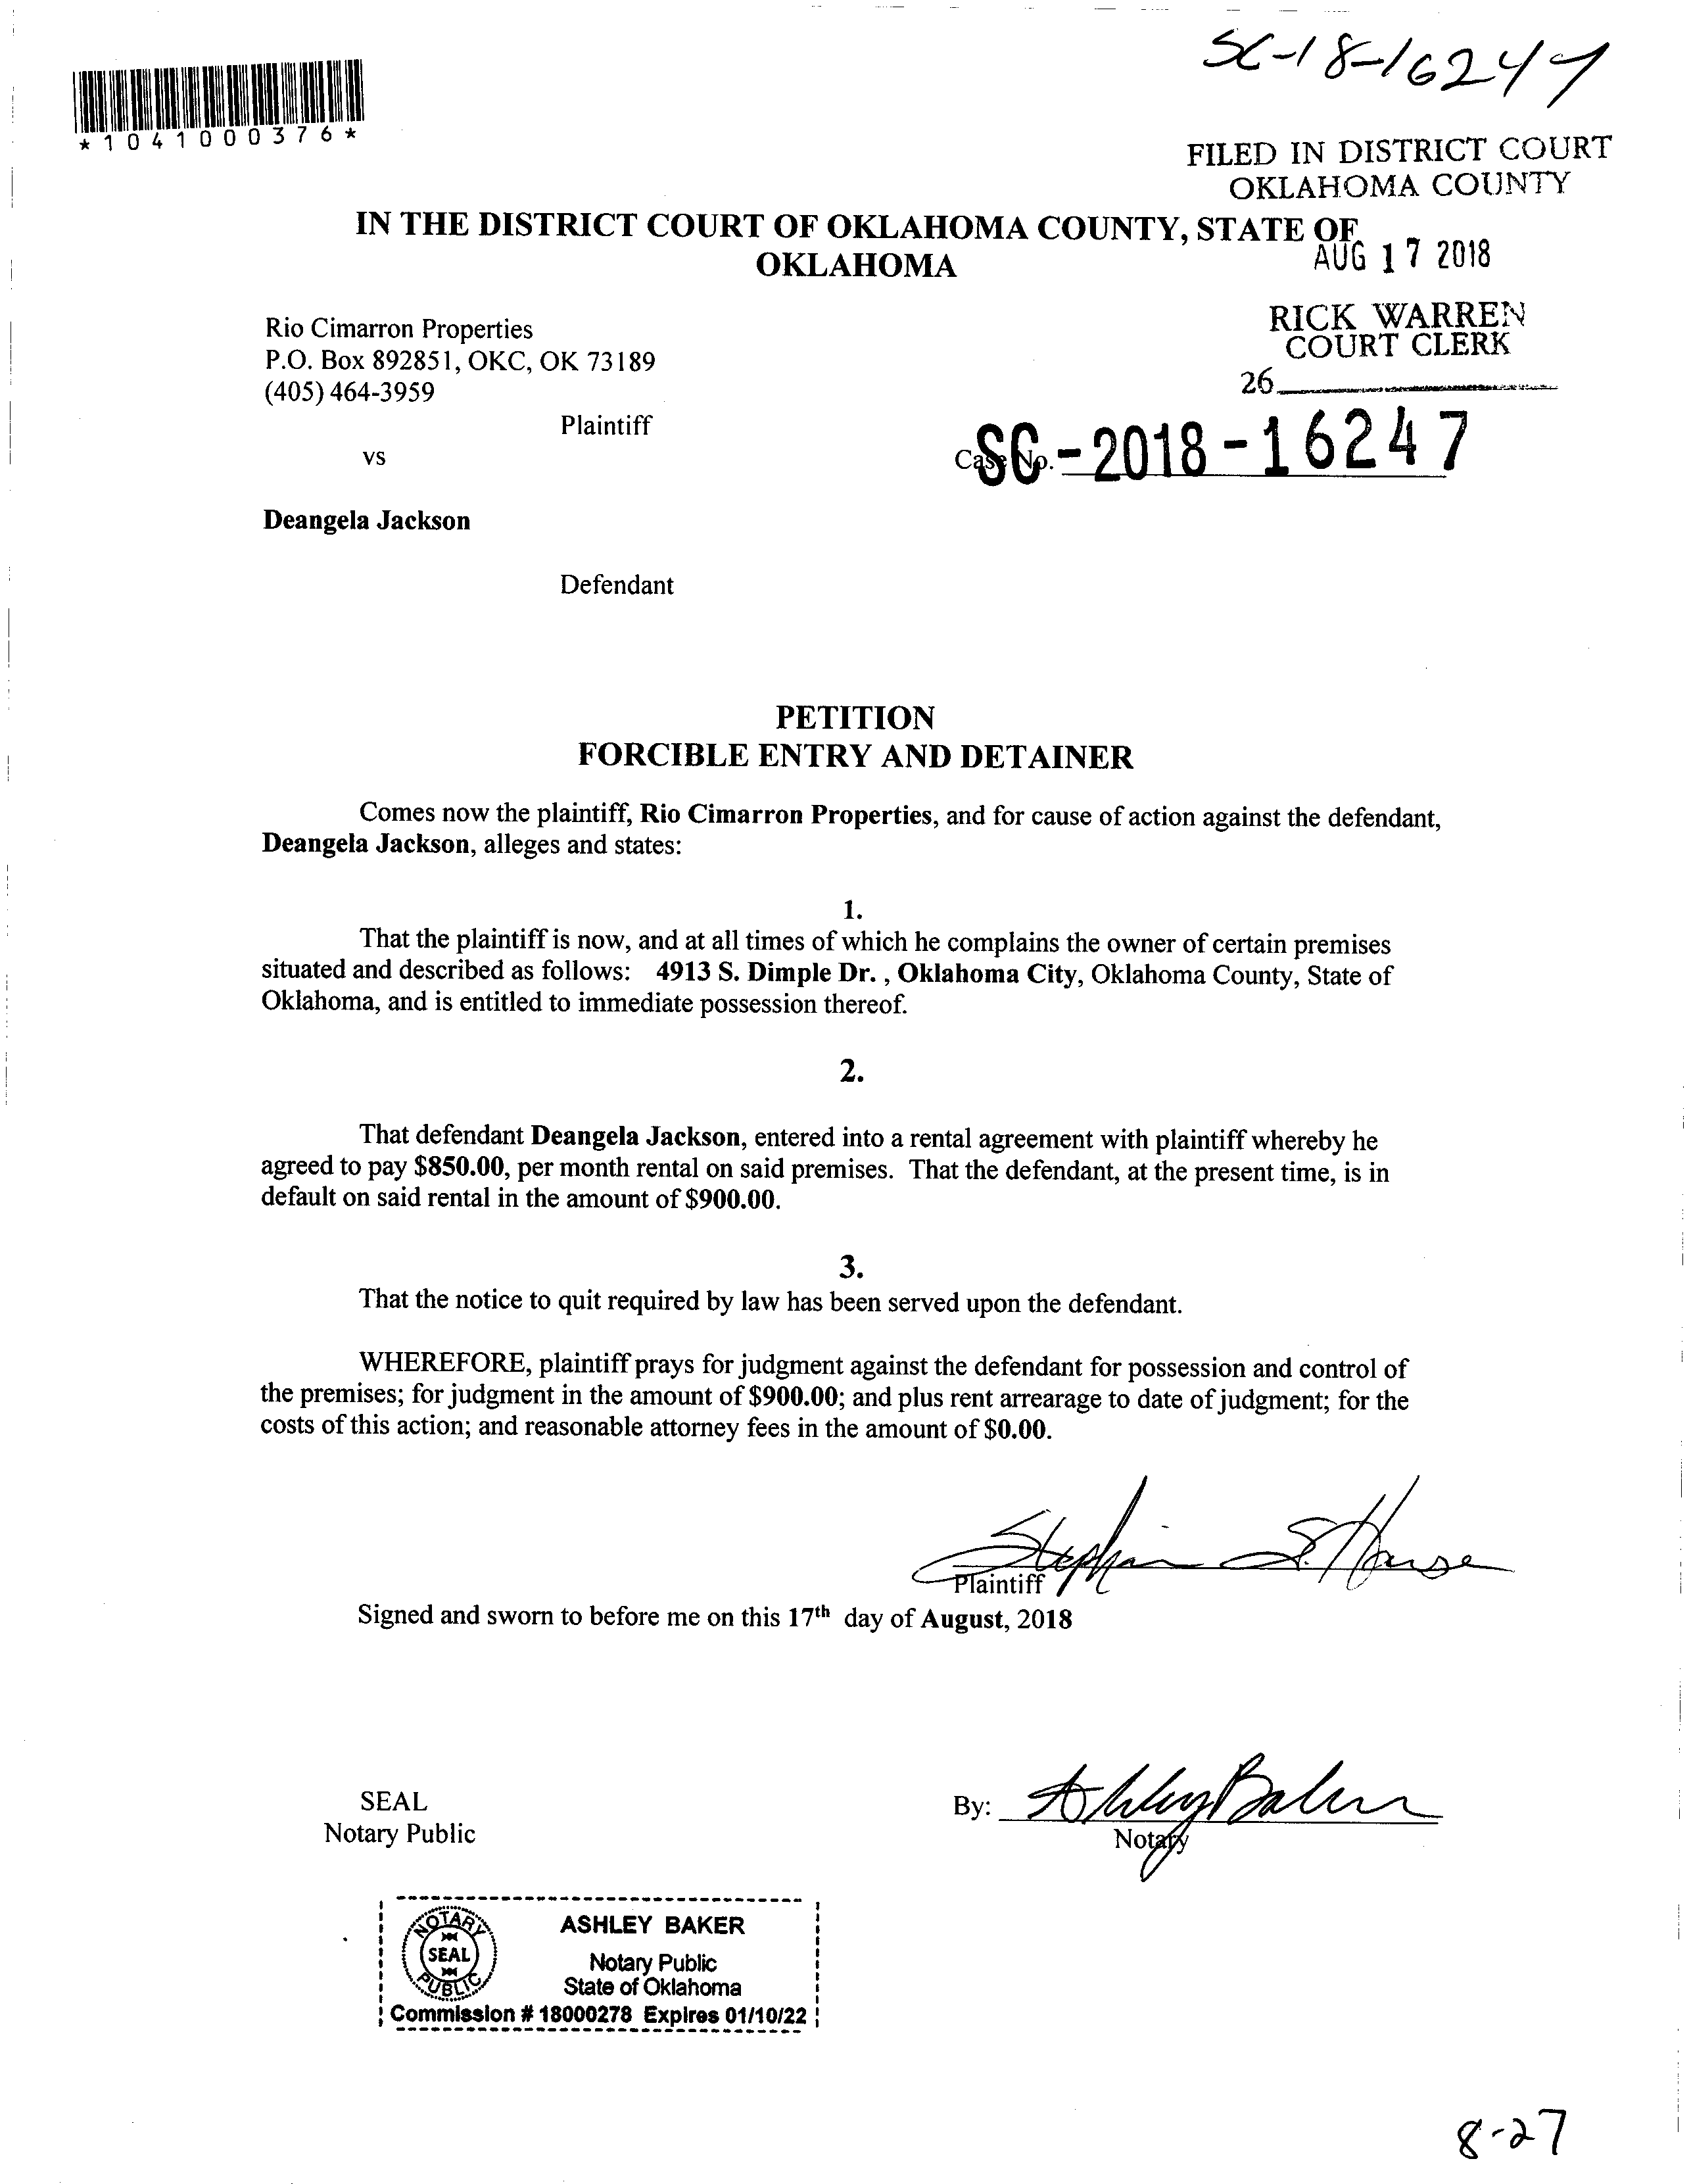 SC-18-16247
*1041000376*
FILED IN DISTRICT COURT
OKLAHOMA COUNTY
IN THE DISTRICT COURT OF OKLAHOMA COUNTY, STATE OF
OKLAHOMA
AUG 17 2018
RICK WARREN
COURT CLERK
26
Rio Cimarron Properties
P.O. Box 892851, OKC, OK 73189
(405) 464-3959
Plaintiff
vs
Case No. SC-2018-16247
Deangela Jackson
Defendant
PETITION
FORCIBLE ENTRY AND DETAINER
Comes now the plaintiff, Rio Cimarron Properties, and for cause of action against the defendant,
Deangela Jackson, alleges and states:
1.
That the plaintiff is now, and at all times of which he complains the owner of certain premises
situated and described as follows: 4913 S. Dimple Dr. , Oklahoma City, Oklahoma County, State of
Oklahoma, and is entitled to immediate possession thereof.
2.
That defendant Deangela Jackson, entered into a rental agreement with plaintiff whereby he
agreed to pay $850.00, per month rental on said premises. That the defendant, at the present time, is in
default on said rental in the amount of $900.00.
3.
That the notice to quit required by law has been served upon the defendant.
WHEREFORE, plaintiff prays for judgment against the defendant for possession and control of
the premises; for judgment in the amount of $900.00; and plus rent arrearage to date of judgment; for the
costs of this action; and reasonable attorney fees in the amount of $0.00.
Plaintiff
Signed and sworn to before me on this 17th day of August, 2018
SEAL
Notary Public
By: Ashley Baker
Notary
NOTARY
SEAL
PUBLIC
ASHLEY BAKER
Notary Public
State of Oklahoma
Commission # 18000278 Expires 01/10/22
8-27